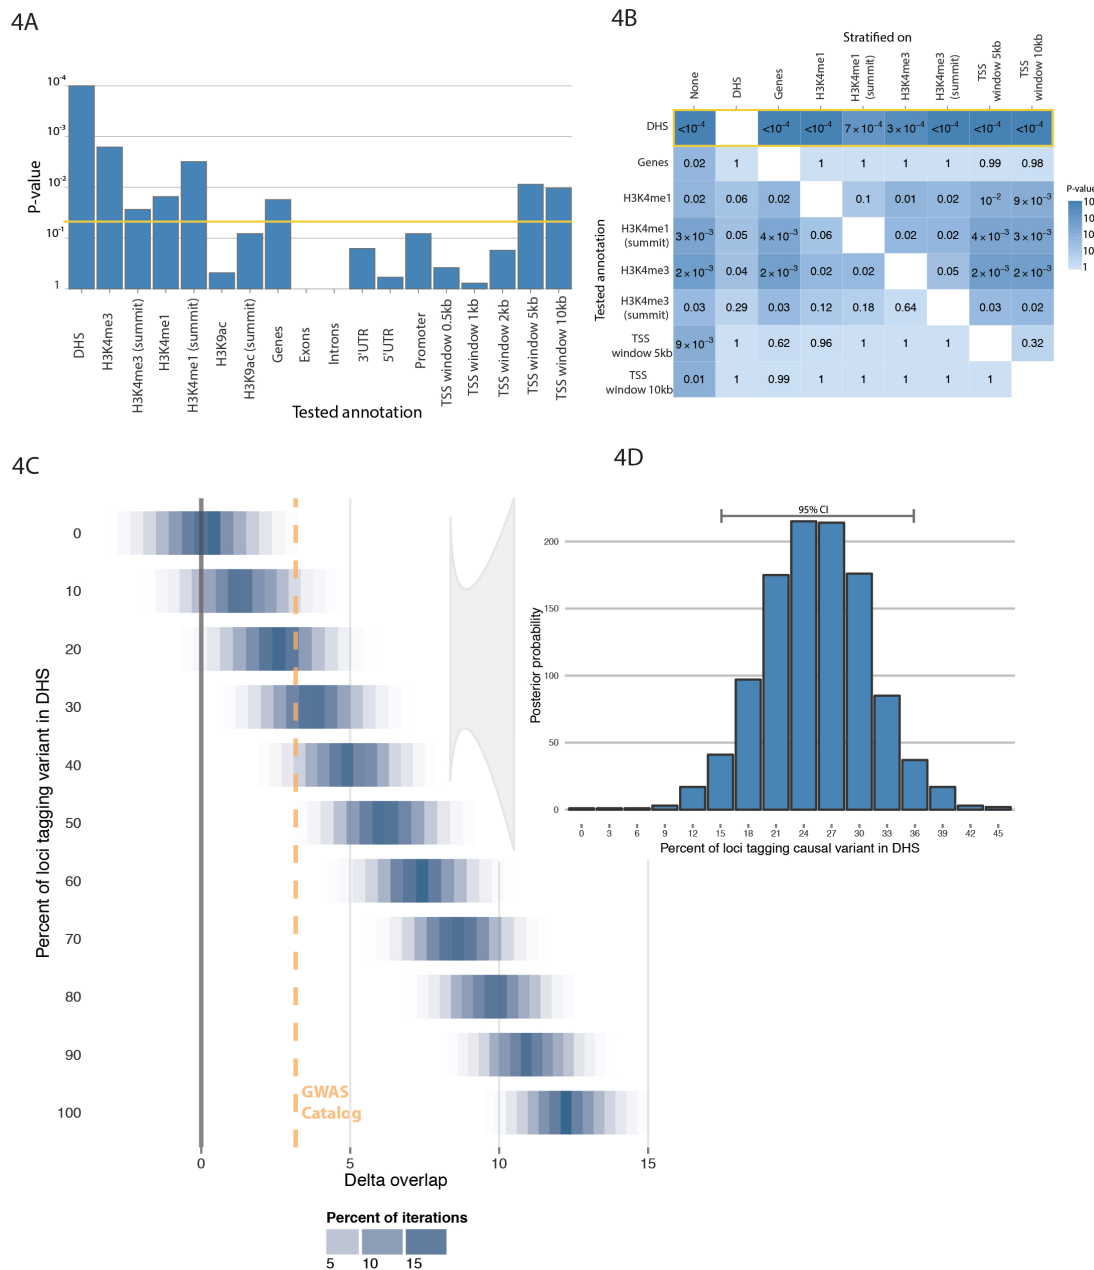 4A
P-value
10-4
10-3
10-2
10-1
1
DHS
H3K4me3
H3K4me3 (summit)
H3K4me1
H3K4me1 (summit)
H3K9ac
H3K9ac (summit)
Genes
Exons
Introns
3'UTR
5'UTR
Promoter
TSS window 0.5kb
TSS window 1kb
TSS window 2kb
TSS window 5kb
TSS window 10kb
Tested annotation
4B
Stratified on
None
DHS
Genes
H3K4me1
H3K4me1 (summit)
H3K4me3
H3K4me3 (summit)
TSS window 5kb
TSS window 10kb
Tested annotation
DHS <10⁻⁴ <10⁻⁴ <10⁻⁴ 7 × 10⁻⁴ 3 × 10⁻⁴ <10⁻⁴ <10⁻⁴ <10⁻⁴
Genes 0.02 1 1 1 1 1 0.99 0.98
H3K4me1 0.02 0.06 0.02 0.1 0.01 0.02 10⁻² 9 × 10⁻³
H3K4me1 (summit) 3 × 10⁻³ 0.05 4 × 10⁻³ 0.06 0.02 0.02 4 × 10⁻³ 3 × 10⁻³
H3K4me3 2 × 10⁻³ 0.04 2 × 10⁻³ 0.02 0.02 0.05 2 × 10⁻³ 2 × 10⁻³
H3K4me3 (summit) 0.03 0.29 0.03 0.12 0.18 0.64 0.03 0.02
TSS window 5kb 9 × 10⁻³ 1 0.62 0.96 1 1 1 0.32
TSS window 10kb 0.01 1 0.99 1 1 1 1 1
P-value
10
10
10
10
1
4C
Percent of loci tagging variant in DHS
0
10
20
30
40
50
60
70
80
90
100
GWAS
Catalog
0 5 10 15
Delta overlap
Percent of iterations
5 10 15
4D
95% CI
Posterior probability
200
150
100
50
0
0 3 6 9 12 15 18 21 24 27 30 33 36 39 42 45
Percent of loci tagging causal variant in DHS